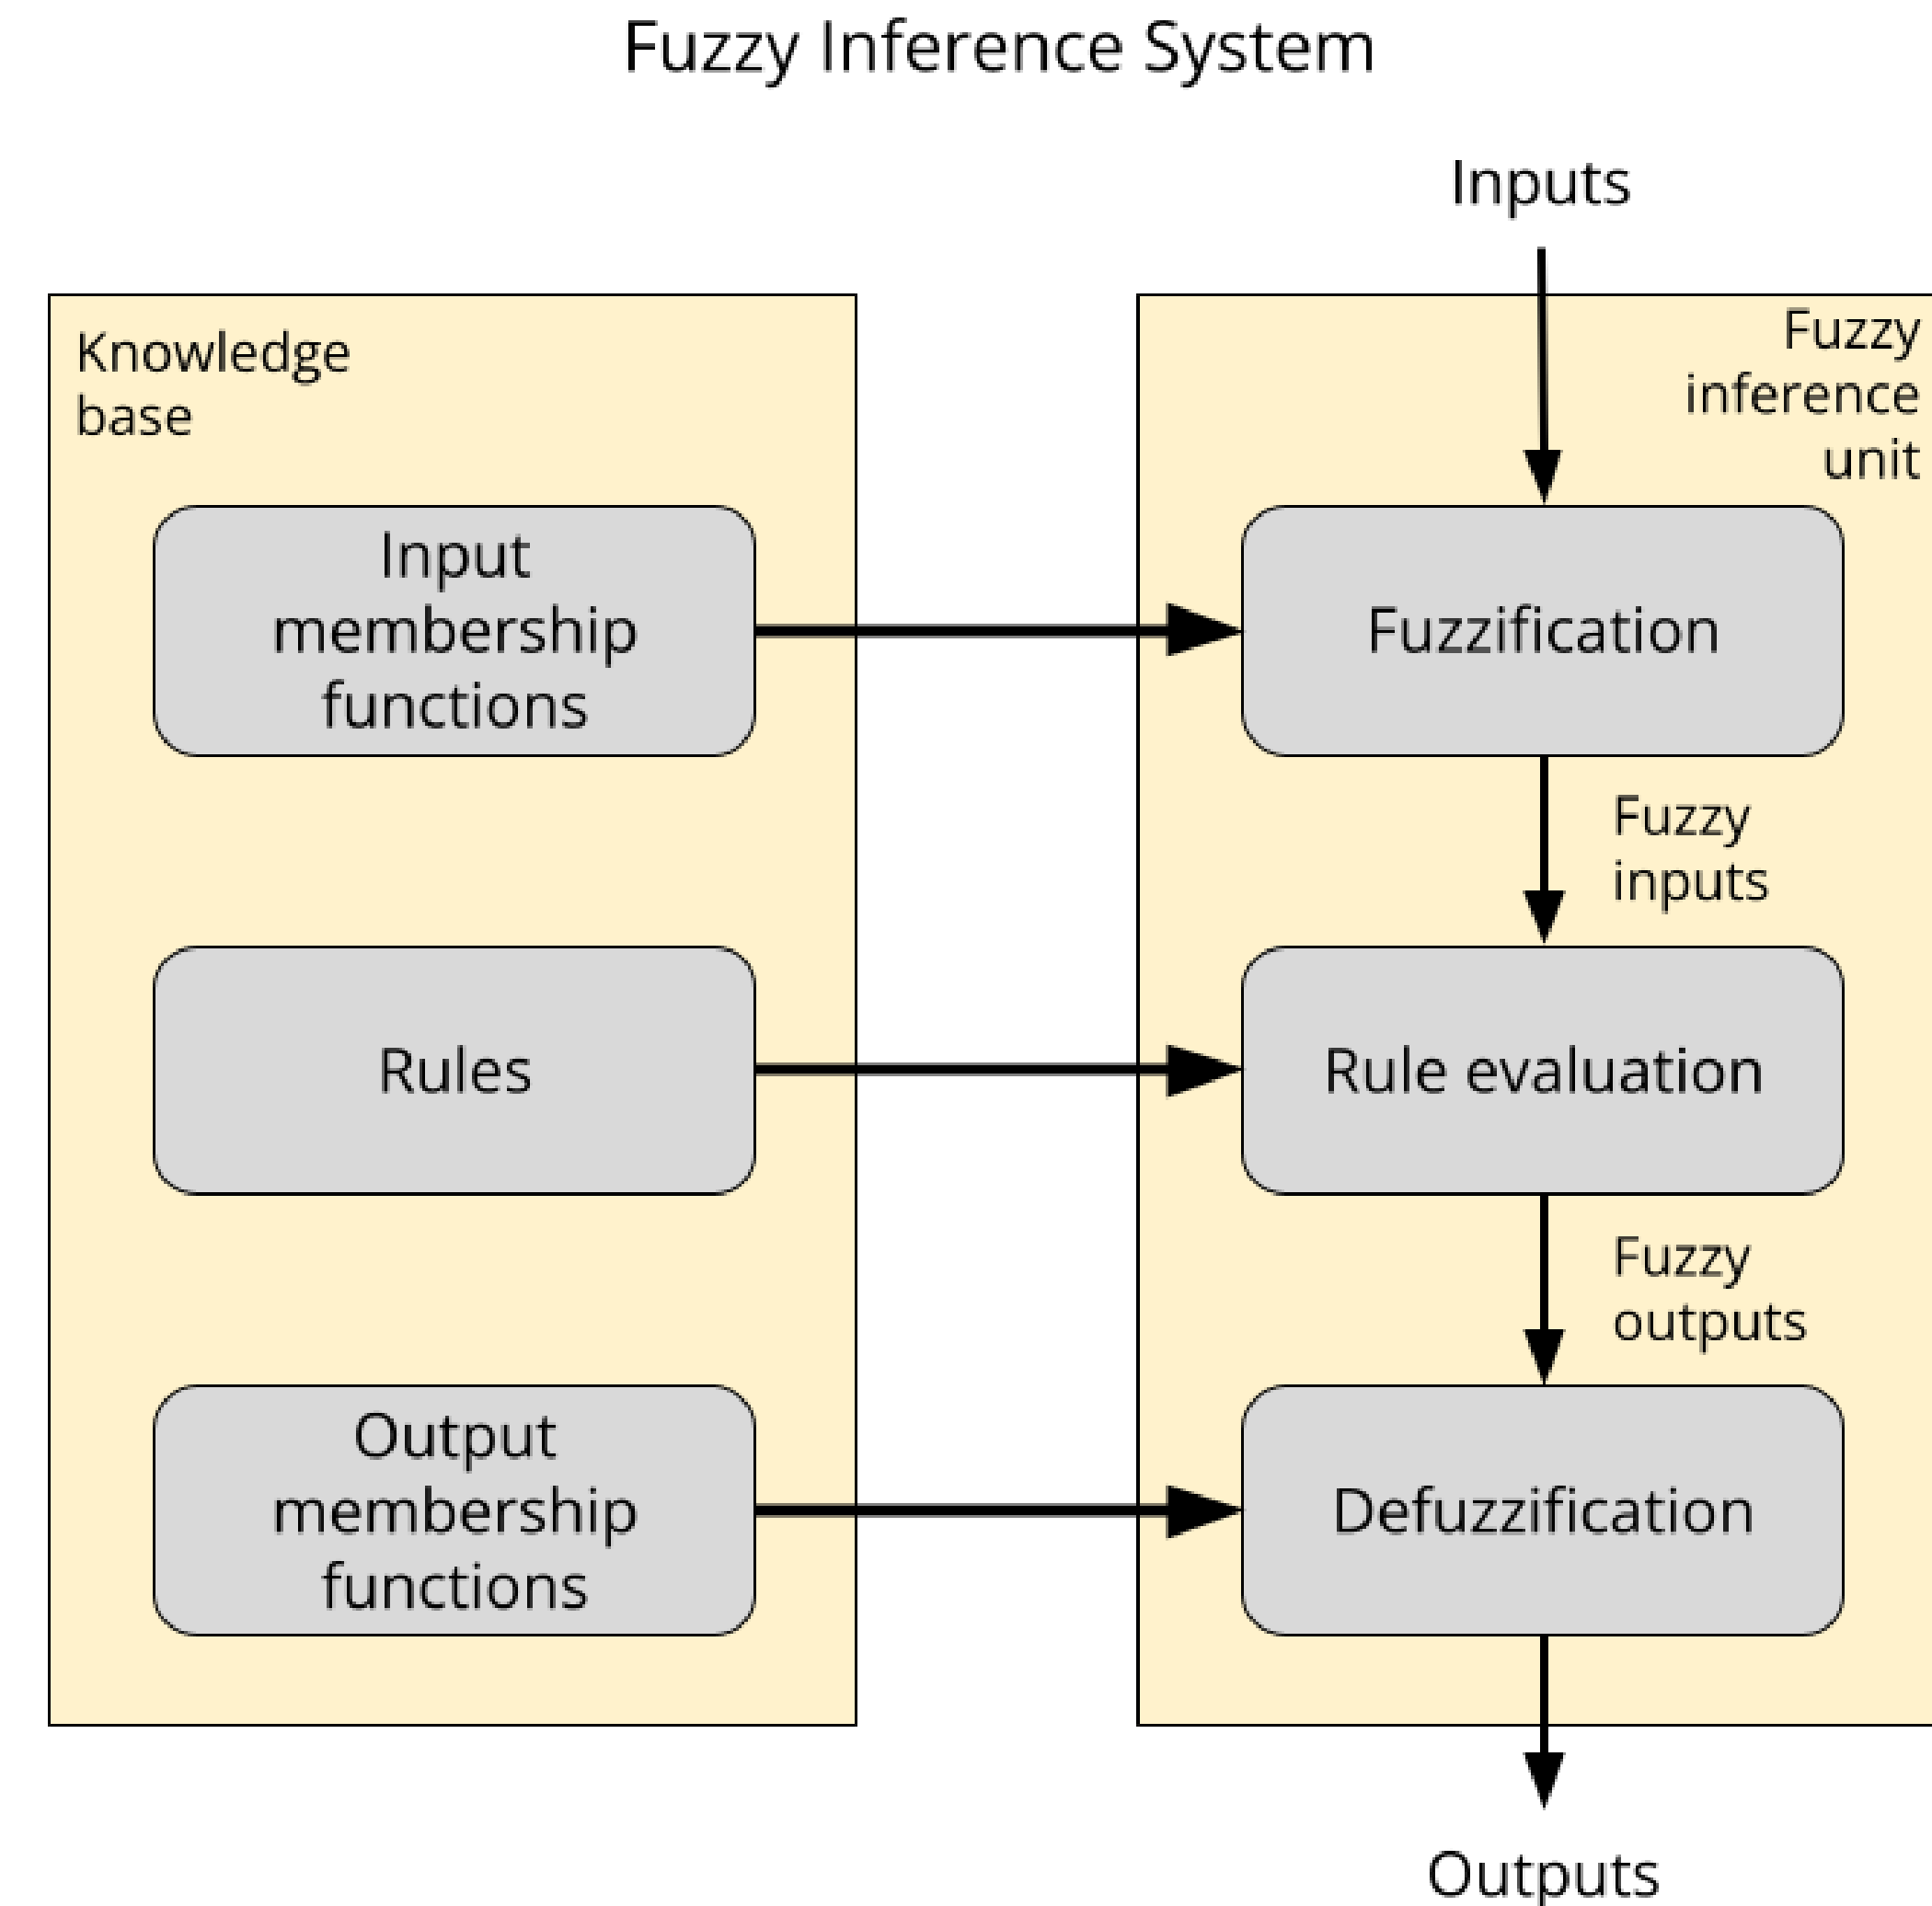 Fuzzy Inference System
Inputs
Knowledge
base
Fuzzy
inference
unit
Input
membership
functions
Fuzzification
Fuzzy
inputs
Rules
Rule evaluation
Fuzzy
outputs
Output
membership
functions
Defuzzification
Outputs